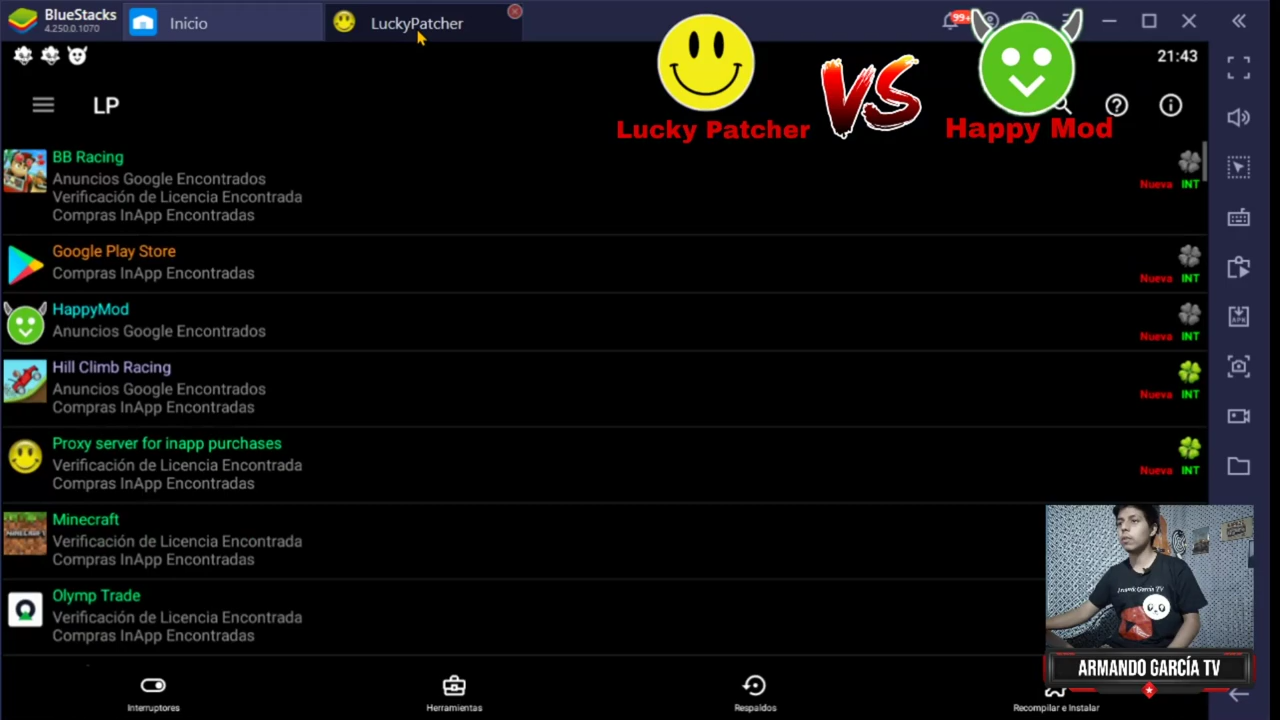 BlueStacks
4.250.0.1070
Inicio
LuckyPatcher
99+
21:43
LP
Lucky Patcher
VS
Happy Mod
BB Racing
Anuncios Google Encontrados
Verificación de Licencia Encontrada
Compras InApp Encontradas
Nueva INT
Google Play Store
Compras InApp Encontradas
Nueva INT
HappyMod
Anuncios Google Encontrados
Nueva INT
Hill Climb Racing
Anuncios Google Encontrados
Compras InApp Encontradas
Nueva INT
Proxy server for inapp purchases
Verificación de Licencia Encontrada
Compras InApp Encontradas
Nueva INT
Minecraft
Verificación de Licencia Encontrada
Compras InApp Encontradas
Olymp Trade
Verificación de Licencia Encontrada
Compras InApp Encontradas
Interruptores
Herramientas
Respaldos
Recompilar e Instalar
APK
ARMANDO GARCÍA TV